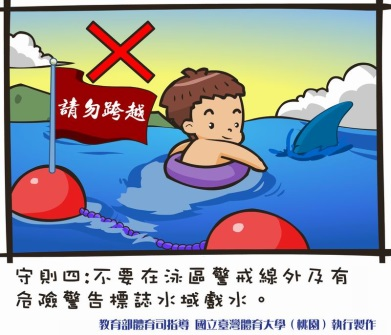 請勿跨越
守則四:不要在泳區警戒線外及有
危險警告標誌水域戲水。
教育部體育司指導 國立臺灣體育大學(桃園)執行製作